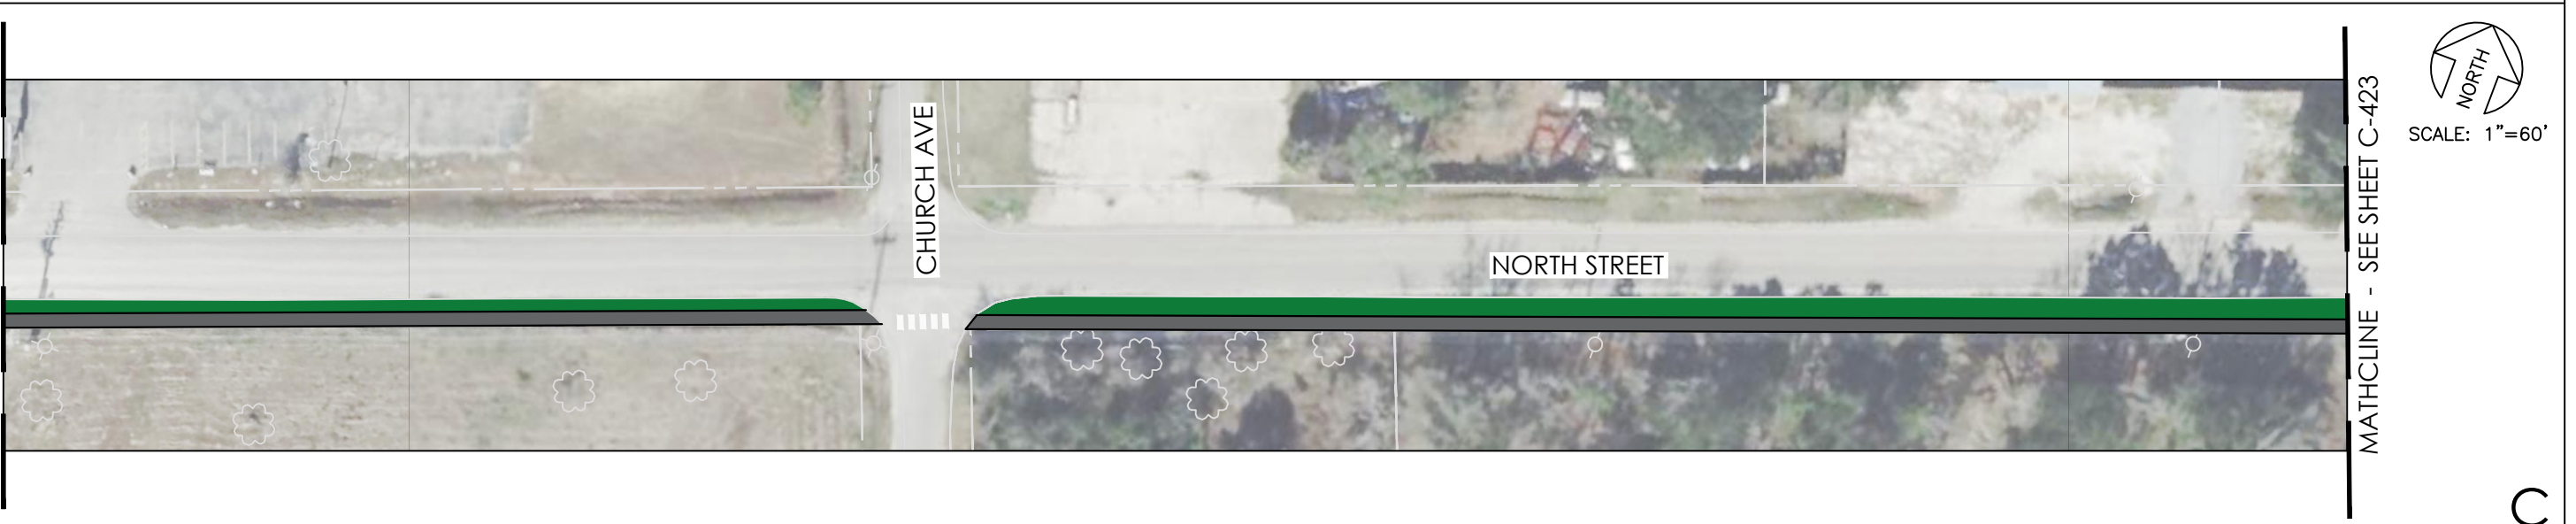 CHURCH AVE
NORTH STREET
MATHCLINE - SEE SHEET C-423
NORTH
SCALE: 1"=60'
C